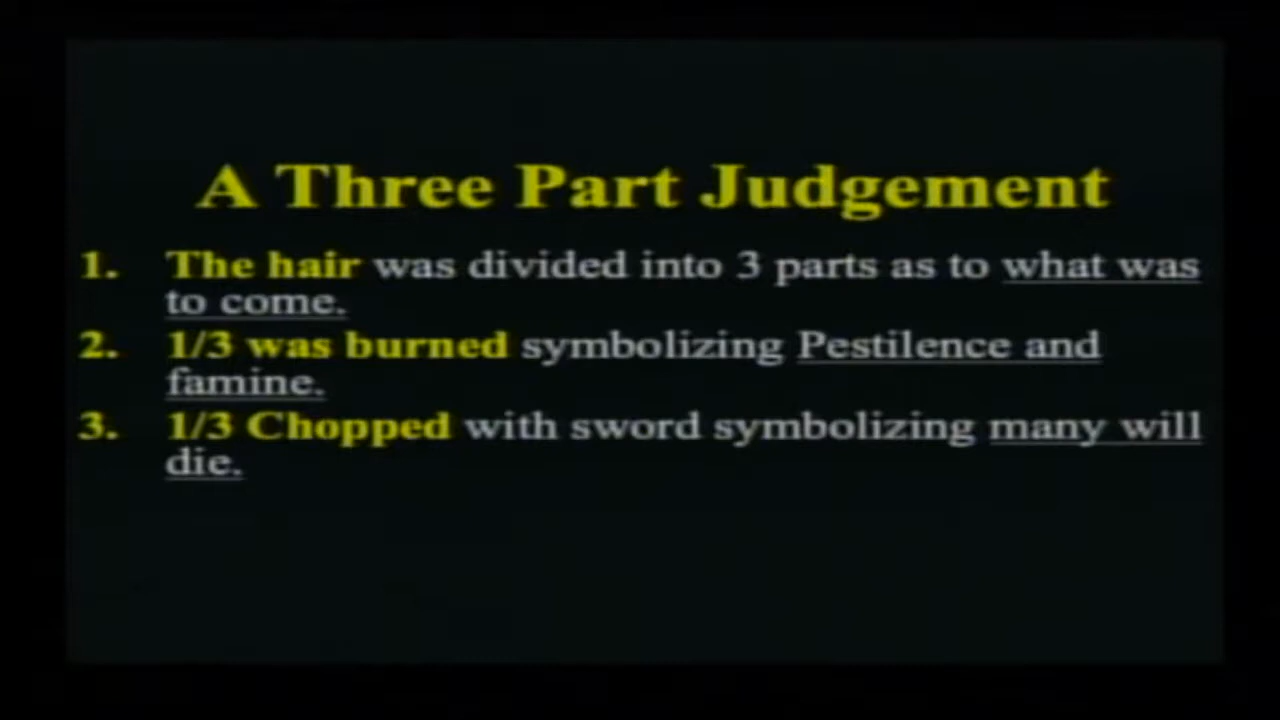 A Three Part Judgement
1. The hair was divided into 3 parts as to what was
to come.
2. 1/3 was burned symbolizing Pestilence and
famine.
3. 1/3 Chopped with sword symbolizing many will
die.